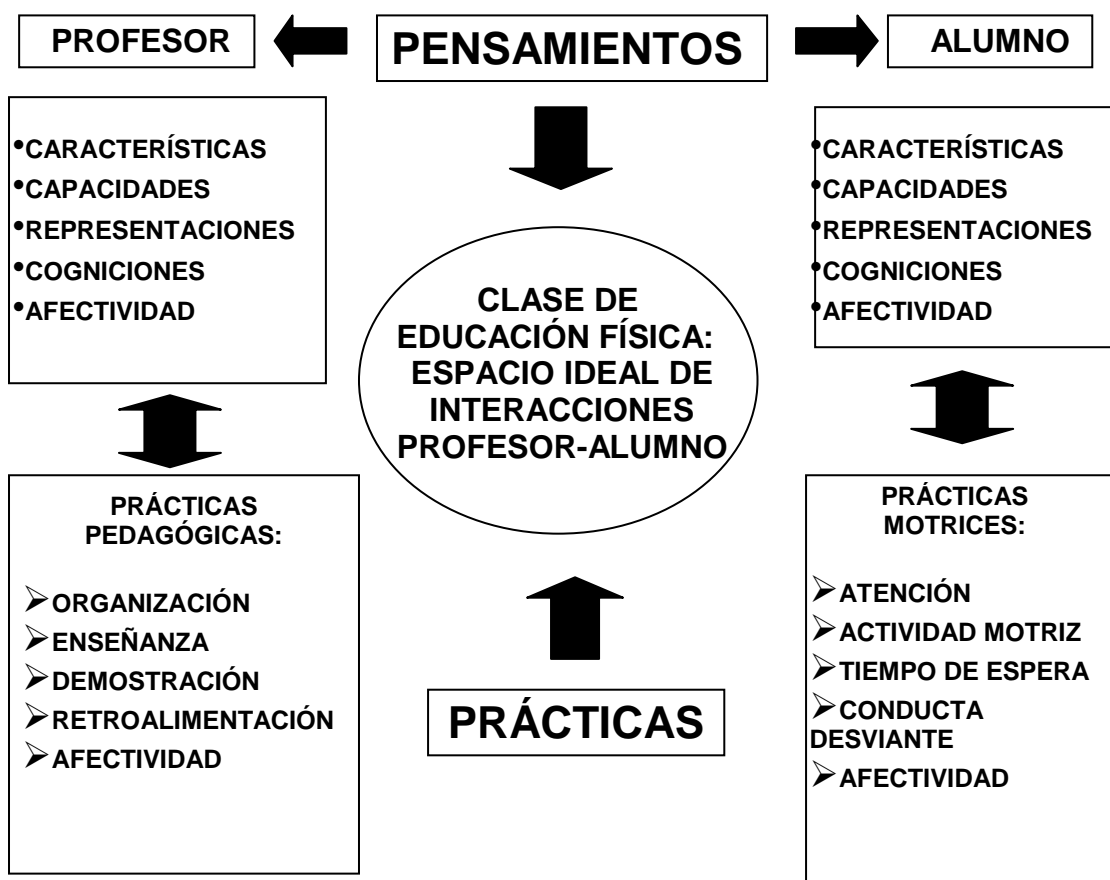 PROFESOR
PENSAMIENTOS
ALUMNO
•CARACTERÍSTICAS
•CAPACIDADES
•REPRESENTACIONES
•COGNICIONES
•AFECTIVIDAD
•CARACTERÍSTICAS
•CAPACIDADES
•REPRESENTACIONES
•COGNICIONES
•AFECTIVIDAD
CLASE DE
EDUCACIÓN FÍSICA:
ESPACIO IDEAL DE
INTERACCIONES
PROFESOR-ALUMNO
PRÁCTICAS
PEDAGÓGICAS:
➢ORGANIZACIÓN
➢ENSEÑANZA
➢DEMOSTRACIÓN
➢RETROALIMENTACIÓN
➢AFECTIVIDAD
PRÁCTICAS
PRÁCTICAS
MOTRICES:
➢ATENCIÓN
➢ACTIVIDAD MOTRIZ
➢TIEMPO DE ESPERA
➢CONDUCTA
DESVIANTE
➢AFECTIVIDAD